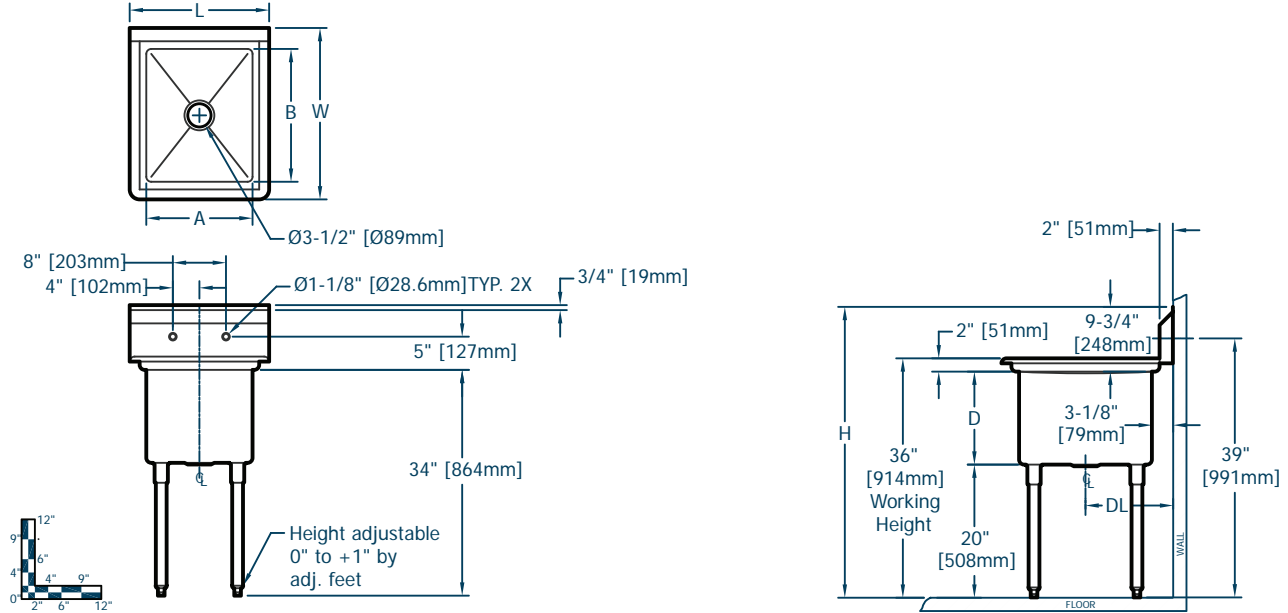 L
B
W
A
Ø3-1/2" [Ø89mm]
8" [203mm]
4" [102mm]
Ø1-1/8" [Ø28.6mm]TYP. 2X
3/4" [19mm]
5" [127mm]
34" [864mm]
C
L
Height adjustable
0" to +1" by
adj. feet
12"
9"
6"
4"
0"
4"
9"
2"
6"
12"
2" [51mm]
2" [51mm]
9-3/4"
[248mm]
H
D
3-1/8"
[79mm]
36"
[914mm]
Working
Height
39"
[991mm]
C
L
DL
20"
[508mm]
WALL
FLOOR